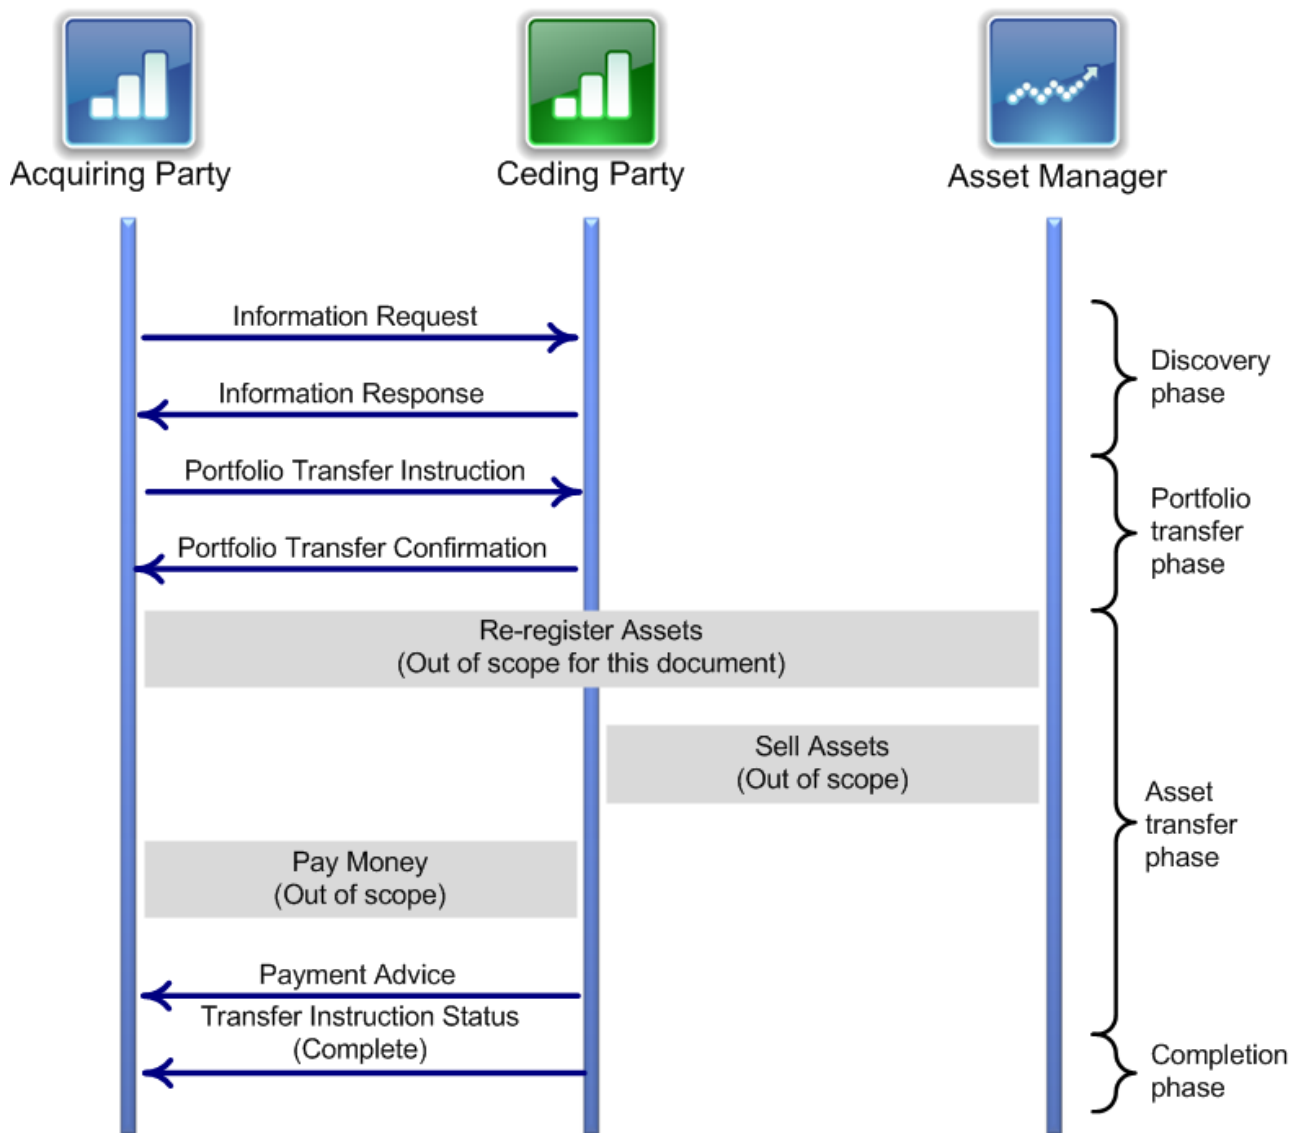 Acquiring Party
Ceding Party
Asset Manager
Information Request
Information Response
Discovery
phase
Portfolio Transfer Instruction
Portfolio Transfer Confirmation
Portfolio
transfer
phase
Re-register Assets
(Out of scope for this document)
Sell Assets
(Out of scope)
Asset
transfer
phase
Pay Money
(Out of scope)
Payment Advice
Transfer Instruction Status
(Complete)
Completion
phase